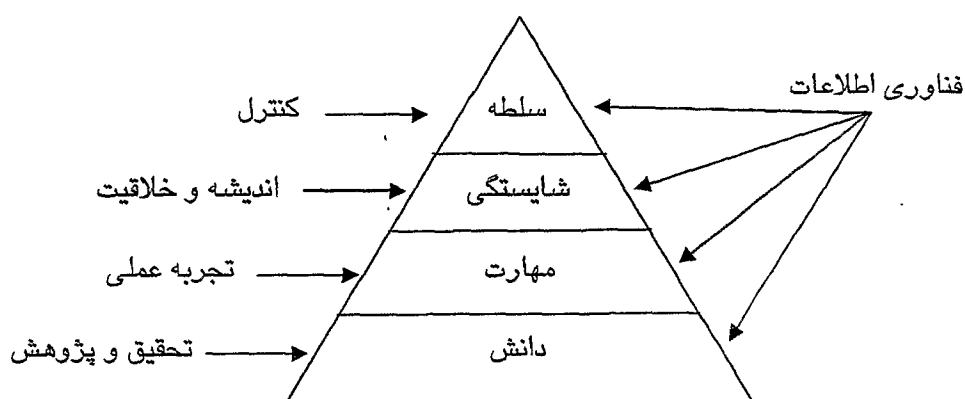 فناوری اطلاعات
سلطه
کنترل
شایستگی
اندیشه و خلاقیت
مهارت
تجربه عملی
دانش
تحقیق و پژوهش